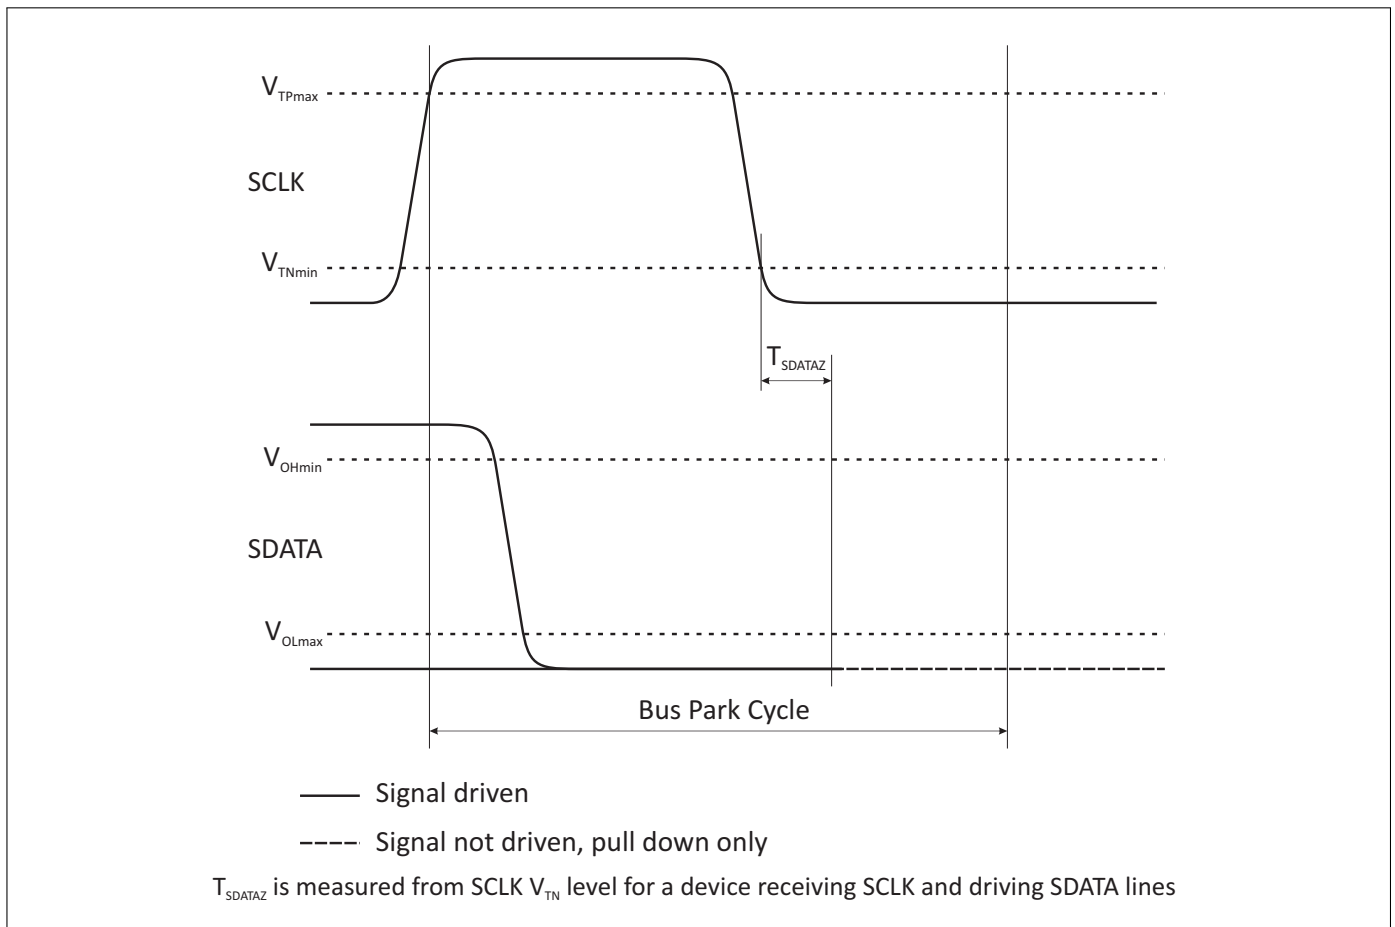 V_TPmax
SCLK
V_TNmin
T_SDATAZ
V_OHmin
SDATA
V_OLmax
Bus Park Cycle
Signal driven
Signal not driven, pull down only
T_SDATAZ is measured from SCLK V_TN level for a device receiving SCLK and driving SDATA lines